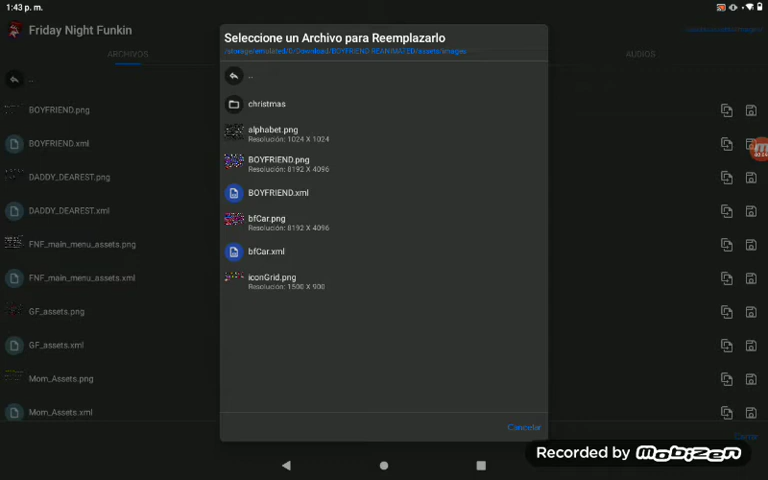 1:43 p. m.
Friday Night Funkin
ARCHIVOS
AUDIOS
..
BOYFRIEND.png
BOYFRIEND.xml
DADDY_DEAREST.png
DADDY_DEAREST.xml
FNF_main_menu_assets.png
FNF_main_menu_assets.xml
GF_assets.png
GF_assets.xml
Mom_Assets.png
Mom_Assets.xml
Cerrar
Seleccione un Archivo para Reemplazarlo
/storage/emulated/0/Download/BOYFRIEND REANIMATED/assets/images
..
christmas
alphabet.png
Resolución: 1024 X 1024
BOYFRIEND.png
Resolución: 8192 X 4096
BOYFRIEND.xml
bfCar.png
Resolución: 8192 X 4096
bfCar.xml
iconGrid.png
Resolución: 1500 X 900
Cancelar
Recorded by Mobizen